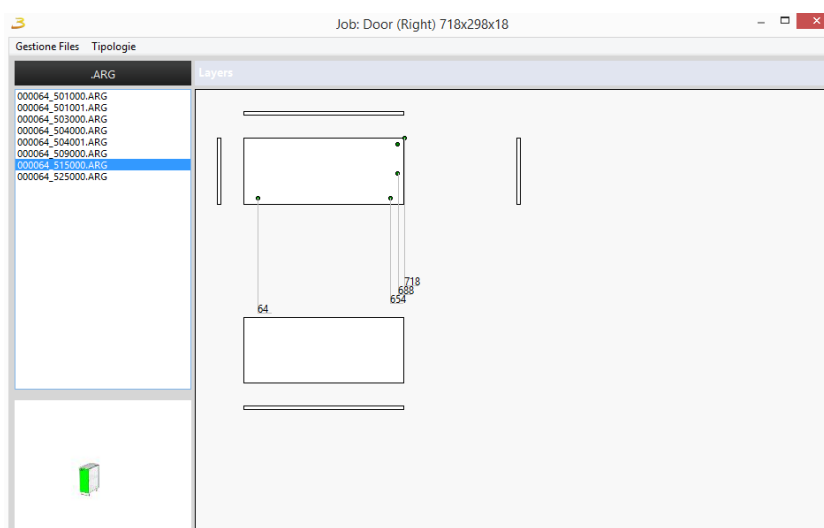 Job: Door (Right) 718x298x18
Gestione Files Tipologie
.ARG
Layers
000064_501000.ARG
000064_501001.ARG
000064_503000.ARG
000064_504000.ARG
000064_504001.ARG
000064_509000.ARG
000064_515000.ARG
000064_525000.ARG
718
688
654
64